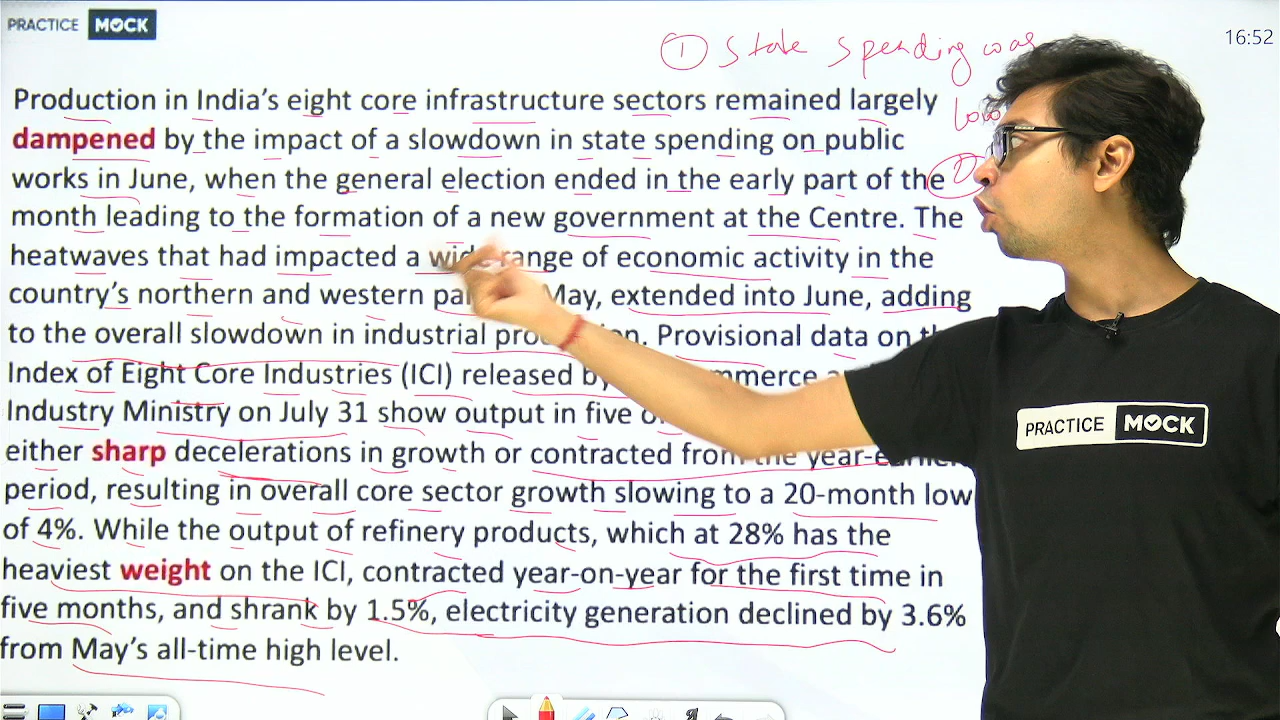 PRACTICE MOCK
16:52
① State spending was
low
②
Production in India's eight core infrastructure sectors remained largely
dampened by the impact of a slowdown in state spending on public
works in June, when the general election ended in the early part of the
month leading to the formation of a new government at the Centre. The
heatwaves that had impacted a wide range of economic activity in the
country's northern and western May, extended into June, adding
to the overall slowdown in industrial Provisional data on
Index of Eight Core Industries (ICI) released by
Industry Ministry on July 31 show output in five
either sharp decelerations in growth or contracted from the year-earlier
period, resulting in overall core sector growth slowing to a 20-month low
of 4%. While the output of refinery products, which at 28% has the
heaviest weight on the ICI, contracted year-on-year for the first time in
five months, and shrank by 1.5%, electricity generation declined by 3.6%
from May's all-time high level.
PRACTICE MOCK